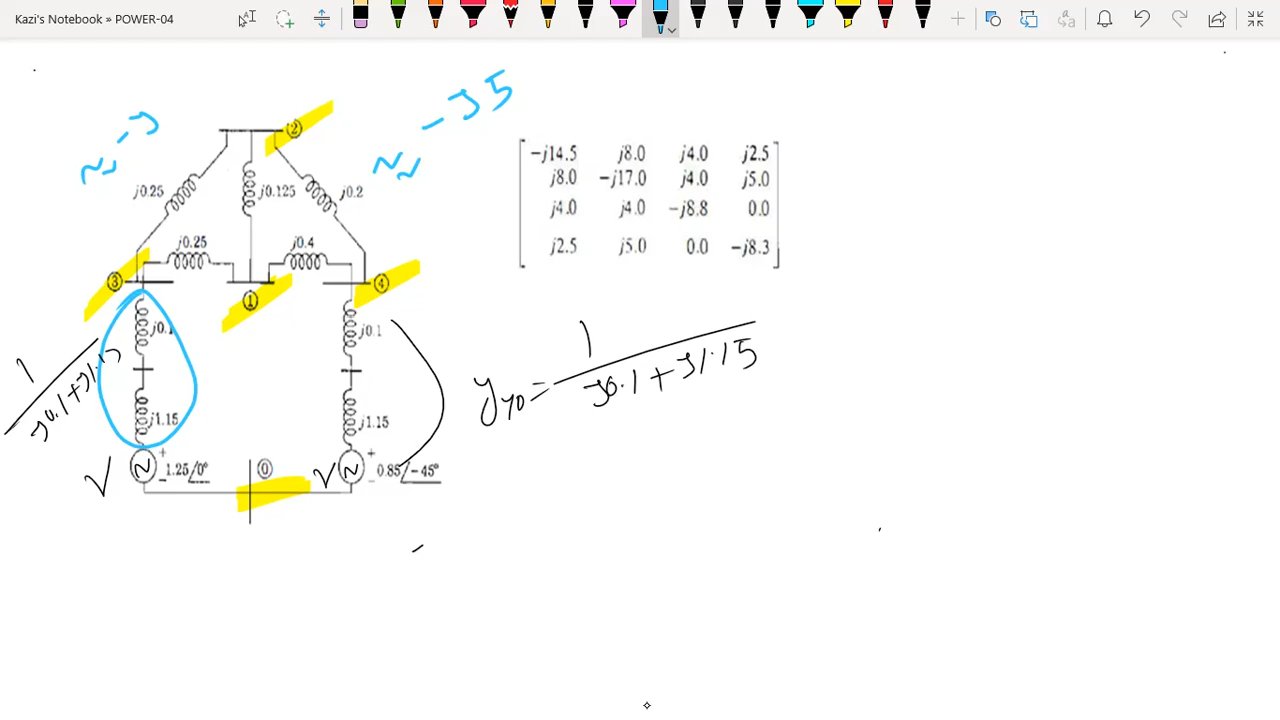 Kazi's Notebook » POWER-04
②
j0.25
j0.125
j0.2
j0.25
j0.4
③
①
④
j0.1
j0.1
j1.15
j1.15
+
+
1.25/0°
⓪
0.85/-45°
-
-
-j14.5 j8.0 j4.0 j2.5
j8.0 -j17.0 j4.0 j5.0
j4.0 j4.0 -j8.8 0.0
j2.5 j5.0 0.0 -j8.3
1
y40 = 
j0.1 + j1.15
1
j0.1+j1.15
-j
-j5